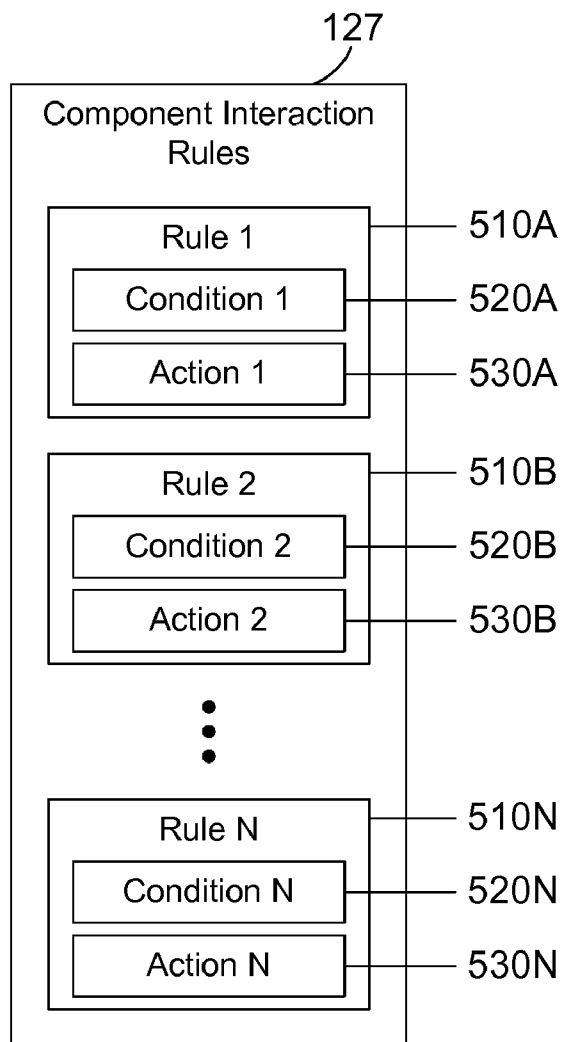 127
Component Interaction
Rules
Rule 1
510A
Condition 1
520A
Action 1
530A
Rule 2
510B
Condition 2
520B
Action 2
530B
Rule N
510N
Condition N
520N
Action N
530N